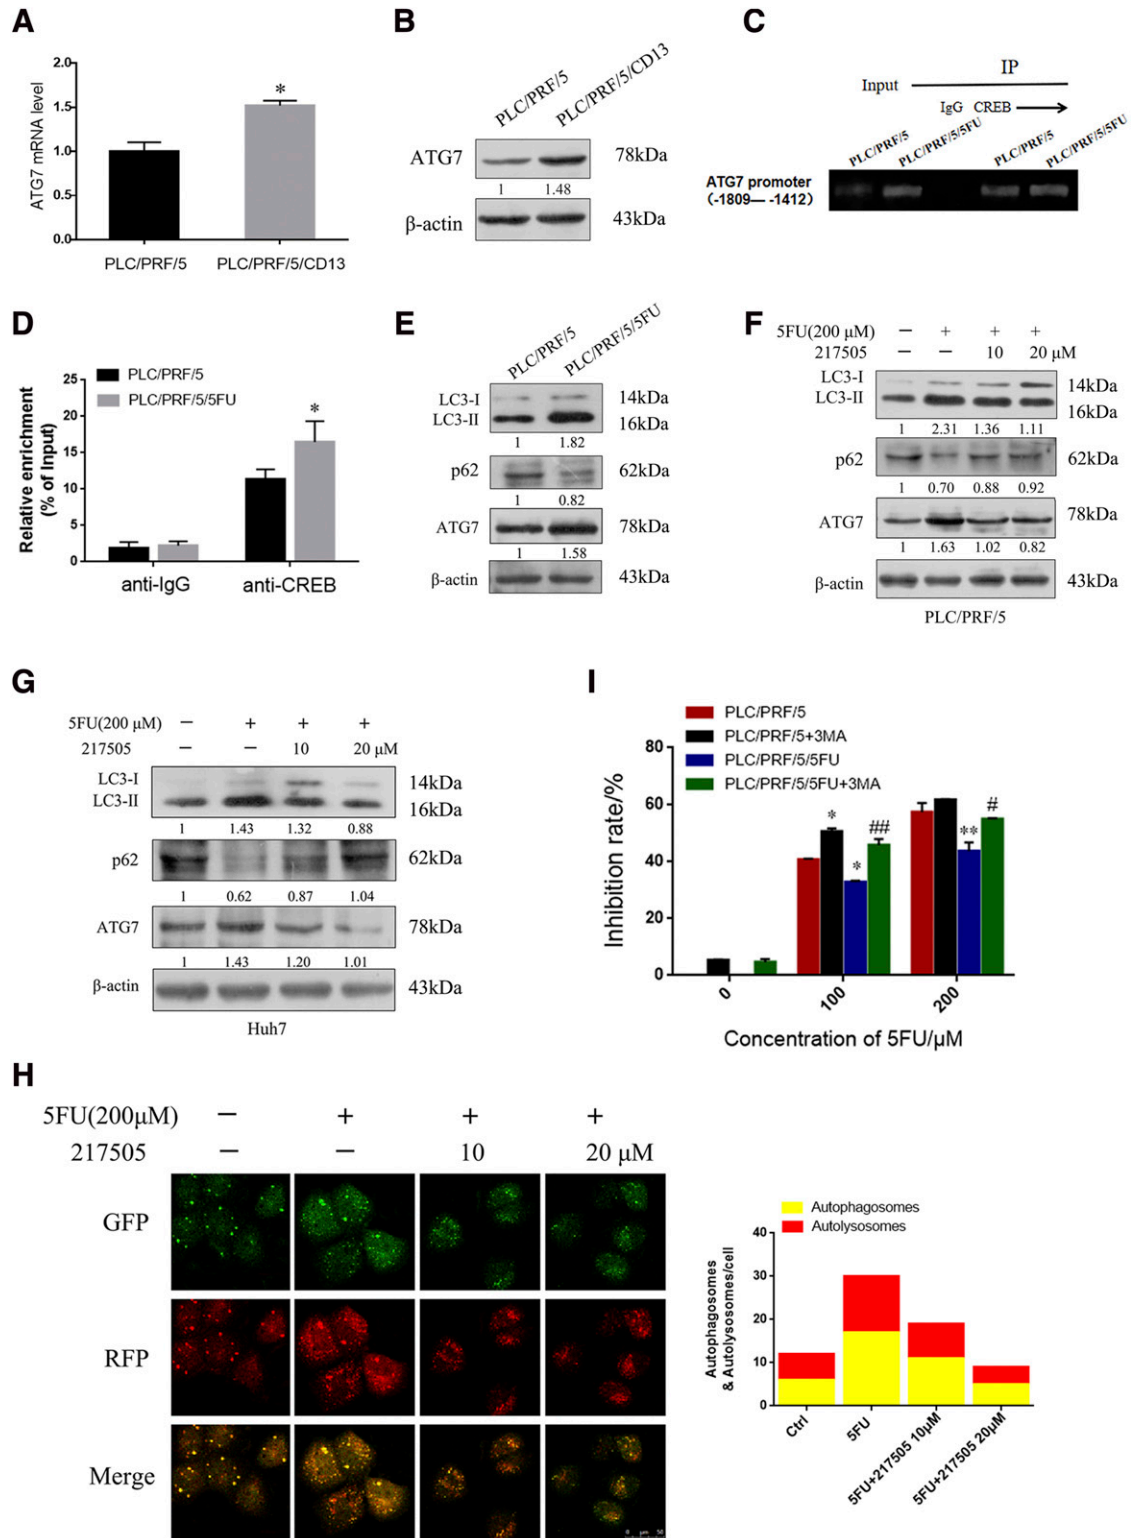 A
ATG7 mRNA level
2.0
1.5
1.0
0.5
0.0
*
PLC/PRF/5
PLC/PRF/5/CD13
B
PLC/PRF/5
PLC/PRF/5/CD13
ATG7
78kDa
1 1.48
β-actin
43kDa
C
IP
Input
IgG CREB
PLC/PRF/5
PLC/PRF/5/5FU
PLC/PRF/5
PLC/PRF/5/5FU
ATG7 promoter
(-1809— -1412)
D
PLC/PRF/5
PLC/PRF/5/5FU
Relative enrichment
(% of Input)
25
20
15
10
5
0
*
anti-IgG
anti-CREB
E
PLC/PRF/5
PLC/PRF/5/5FU
LC3-I
14kDa
LC3-II
16kDa
1 1.82
p62
62kDa
1 0.82
ATG7
78kDa
1 1.58
β-actin
43kDa
F
5FU(200 μM) — + + +
217505 — — 10 20 μM
LC3-I
14kDa
LC3-II
16kDa
1 2.31 1.36 1.11
p62
62kDa
1 0.70 0.88 0.92
ATG7
78kDa
1 1.63 1.02 0.82
β-actin
43kDa
PLC/PRF/5
G
5FU(200 μM) — + + +
217505 — — 10 20 μM
LC3-I
14kDa
LC3-II
16kDa
1 1.43 1.32 0.88
p62
62kDa
1 0.62 0.87 1.04
ATG7
78kDa
1 1.43 1.20 1.01
β-actin
43kDa
Huh7
I
PLC/PRF/5
PLC/PRF/5+3MA
PLC/PRF/5/5FU
PLC/PRF/5/5FU+3MA
Inhibition rate/%
80
60
40
20
0
* * ## ** #
0 100 200
Concentration of 5FU/μM
H
5FU(200μM) — + + +
217505 — — 10 20 μM
GFP
RFP
Merge
0 μm 50
Autophagosomes
Autolysosomes
Autophagosomes
& Autolysosomes/cell
40
30
20
10
0
Ctrl
5FU
5FU+217505 10μM
5FU+217505 20μM